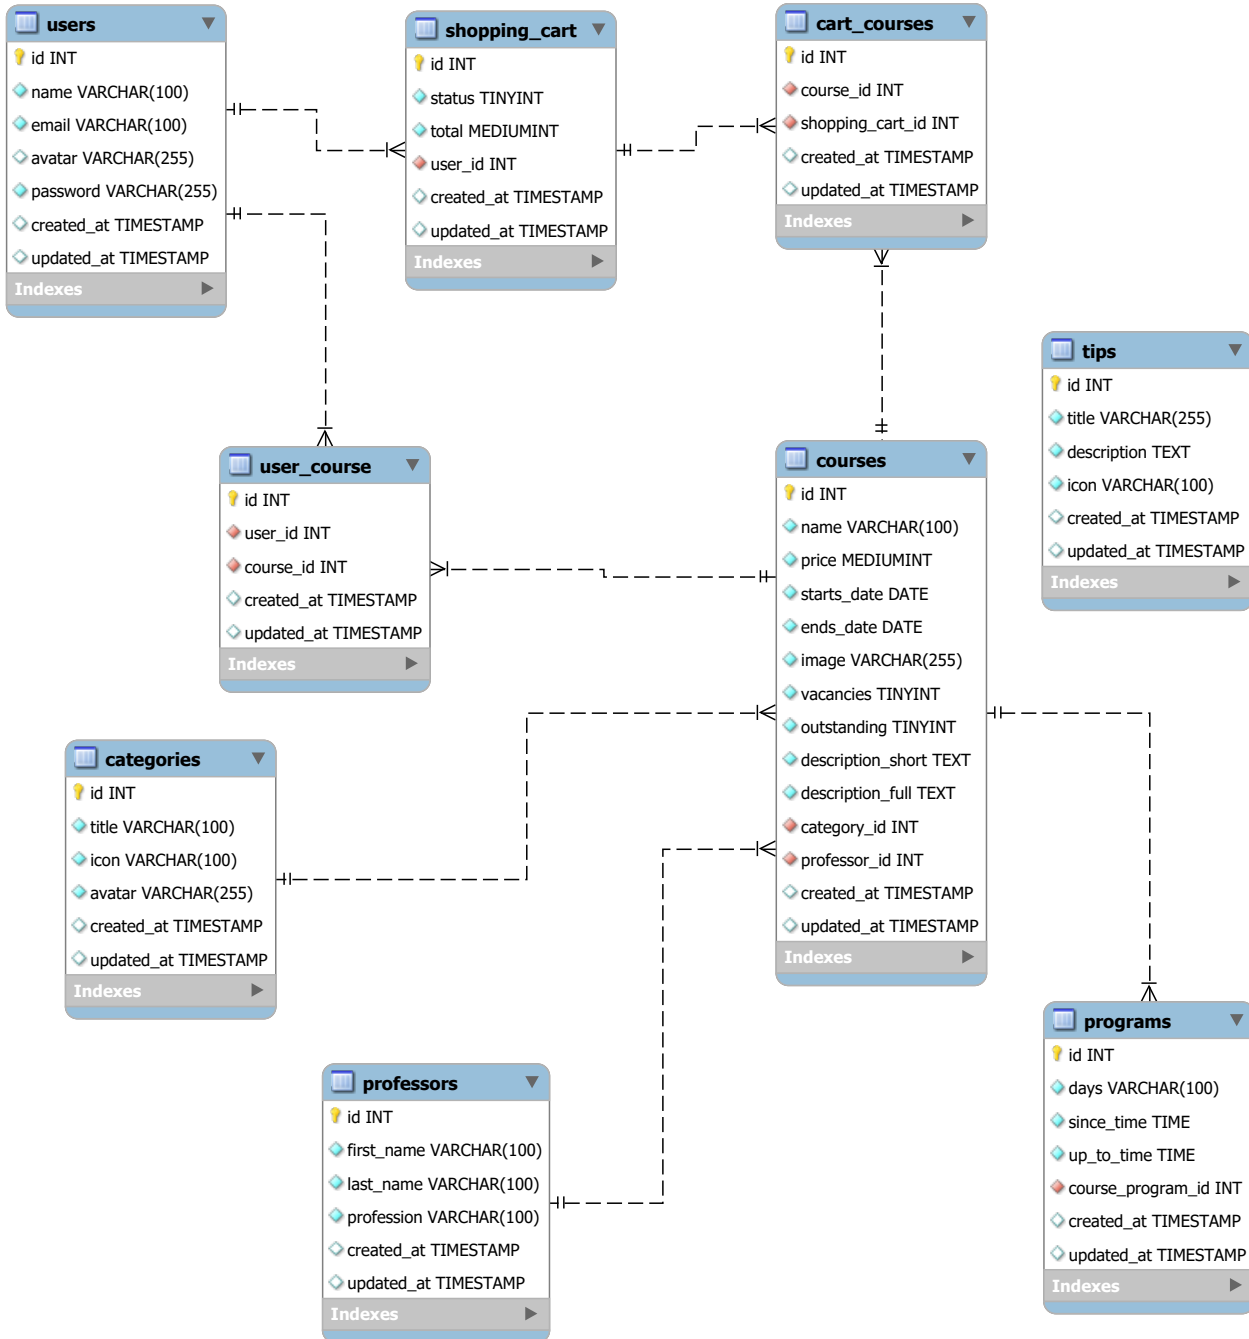 users
id INT
name VARCHAR(100)
email VARCHAR(100)
avatar VARCHAR(255)
password VARCHAR(255)
created_at TIMESTAMP
updated_at TIMESTAMP
Indexes
shopping_cart
id INT
status TINYINT
total MEDIUMINT
user_id INT
created_at TIMESTAMP
updated_at TIMESTAMP
Indexes
cart_courses
id INT
course_id INT
shopping_cart_id INT
created_at TIMESTAMP
updated_at TIMESTAMP
Indexes
tips
id INT
title VARCHAR(255)
description TEXT
icon VARCHAR(100)
created_at TIMESTAMP
updated_at TIMESTAMP
Indexes
user_course
id INT
user_id INT
course_id INT
created_at TIMESTAMP
updated_at TIMESTAMP
Indexes
courses
id INT
name VARCHAR(100)
price MEDIUMINT
starts_date DATE
ends_date DATE
image VARCHAR(255)
vacancies TINYINT
outstanding TINYINT
description_short TEXT
description_full TEXT
category_id INT
professor_id INT
created_at TIMESTAMP
updated_at TIMESTAMP
Indexes
categories
id INT
title VARCHAR(100)
icon VARCHAR(100)
avatar VARCHAR(255)
created_at TIMESTAMP
updated_at TIMESTAMP
Indexes
programs
id INT
days VARCHAR(100)
since_time TIME
up_to_time TIME
course_program_id INT
created_at TIMESTAMP
updated_at TIMESTAMP
Indexes
professors
id INT
first_name VARCHAR(100)
last_name VARCHAR(100)
profession VARCHAR(100)
created_at TIMESTAMP
updated_at TIMESTAMP
Indexes